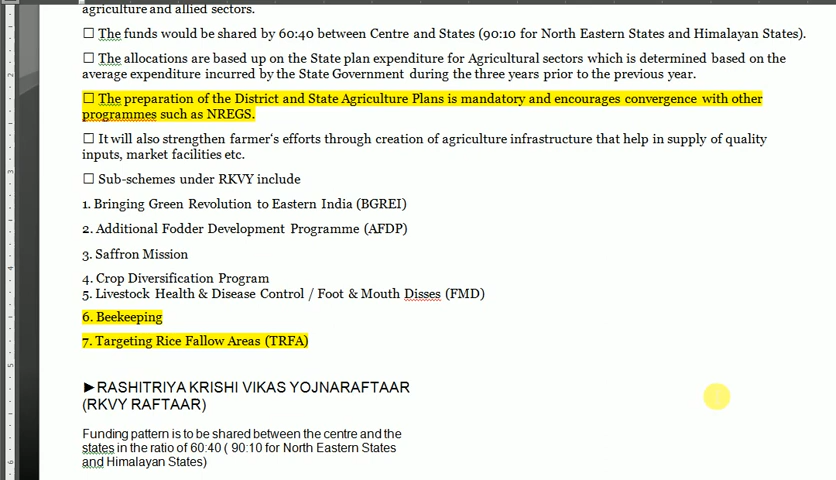 agriculture and allied sectors.
☐ The funds would be shared by 60:40 between Centre and States (90:10 for North Eastern States and Himalayan States).
☐ The allocations are based up on the State plan expenditure for Agricultural sectors which is determined based on the
average expenditure incurred by the State Government during the three years prior to the previous year.
☐ The preparation of the District and State Agriculture Plans is mandatory and encourages convergence with other
programmes such as NREGS.
☐ It will also strengthen farmer's efforts through creation of agriculture infrastructure that help in supply of quality
inputs, market facilities etc.
☐ Sub-schemes under RKVY include
1. Bringing Green Revolution to Eastern India (BGREI)
2. Additional Fodder Development Programme (AFDP)
3. Saffron Mission
4. Crop Diversification Program
5. Livestock Health & Disease Control / Foot & Mouth Disses (FMD)
6. Beekeeping
7. Targeting Rice Fallow Areas (TRFA)
►RASHITRIYA KRISHI VIKAS YOJNARAFTAAR
(RKVY RAFTAAR)
Funding pattern is to be shared between the centre and the
states in the ratio of 60:40 ( 90:10 for North Eastern States
and Himalayan States)
2
3
4
5
6